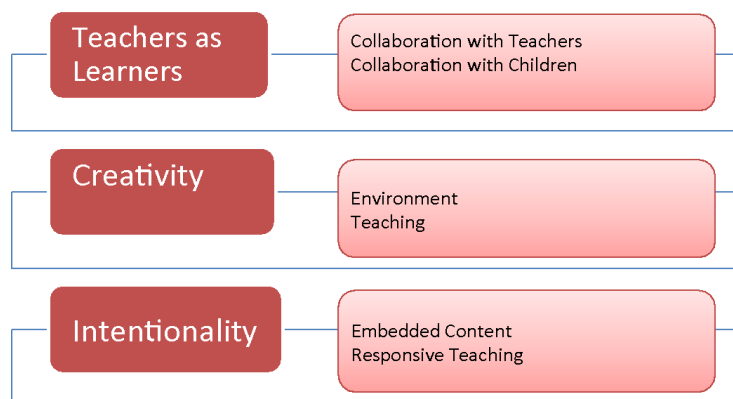 Teachers as
Learners
Collaboration with Teachers
Collaboration with Children
Creativity
Environment
Teaching
Intentionality
Embedded Content
Responsive Teaching